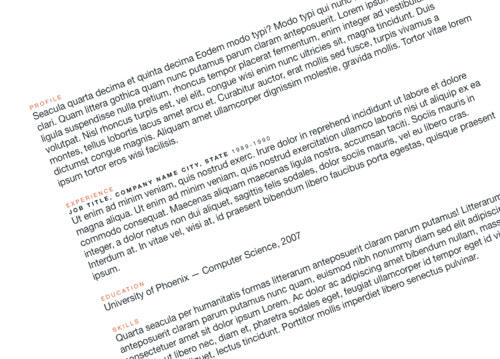 PROFILE
Seacula quarta decima et quinta decima Eodem modo typi? Modo typi qui nunc
clari. Quam littera gothica quam nunc putamus parum claram anteposuerit. Lorem ipsum
ligula suspendisse nulla pretium, rhoncus tempor placerat fermentum, enim integer ad vestibulum
volutpat. Nisl rhoncus turpis est, vel elit, congue wisi enim nunc ultricies sit, magna tincidunt. Duis
montes, tellus lobortis lacus amet arcu et. Curabitur auctor, erat mollis sed fusce, turpis vivamus a
dictumst congue magnis. Aliquam amet ullamcorper dignissim molestie, gravida mollis. Tortor vitae lorem
ipsum tortor eros wisi facilisis.
EXPERIENCE
JOB TITLE, COMPANY NAME CITY, STATE 1989-1990
Ut enim ad minim veniam, quis nostrud exerc. Irure dolor in reprehend incididunt ut labore et dolore
magna aliqua. Ut enim ad minim veniam, quis nostrud exercitation ullamco laboris nisi ut aliquip ex ea
commodo consequat. Maecenas aliquam maecenas ligula nostra, accumsan taciti. Sociis mauris in
integer, a dolor netus non dui aliquet, sagittis felis sodales, dolor sociis mauris, vel eu libero cras.
Interdum at. In vitae vel, wisi at, id praesent bibendum libero faucibus porta egestas, quisque praesent
ipsum.
EDUCATION
University of Phoenix — Computer Science, 2007
SKILLS
Quarta seacula per humanitatis formas litterarum anteposuerit claram parum putamus! Litterarum
anteposuerit claram parum putamus nunc quam, euismod nibh nonummy diam sed elit adipiscing
consectetuer amet sit dolor ipsum Lorem. Ac dolor ac adipiscing amet bibendum nullam,
ut libero nec, diam et, pharetra sodales eget, feugiat ullamcorper id tempor eget id
aliquet, lectus tincidunt. Porttitor mollis imperdiet libero senectus pulvinar.